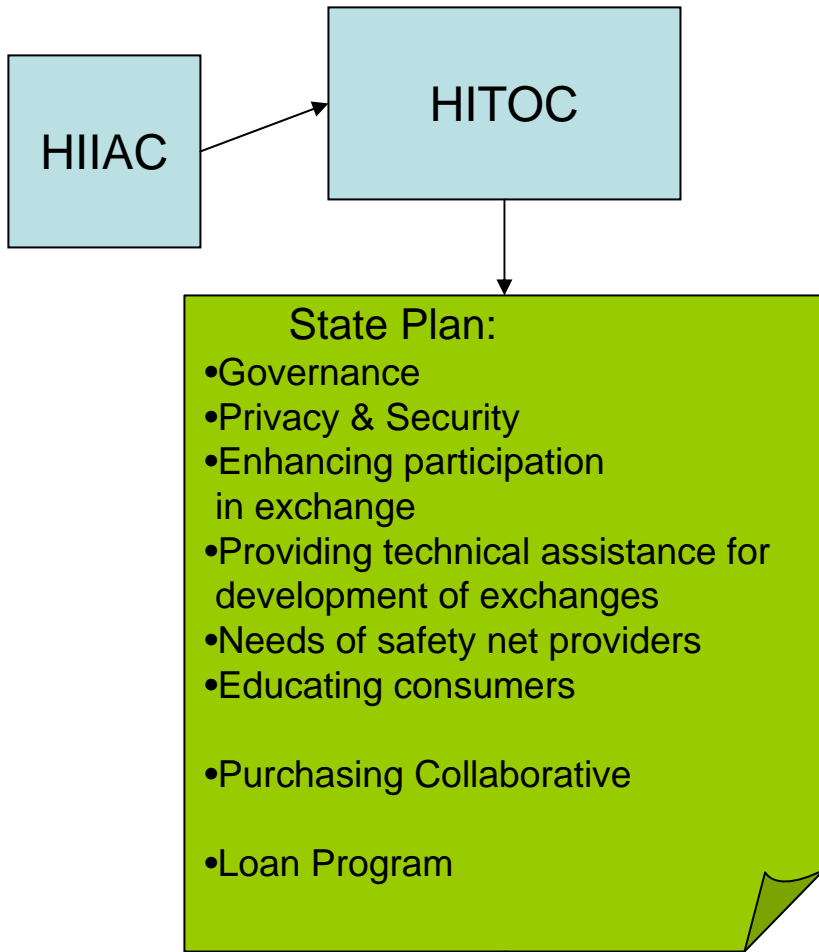 HIIAC
HITOC
State Plan:
•Governance
•Privacy & Security
•Enhancing participation
in exchange
•Providing technical assistance for
development of exchanges
•Needs of safety net providers
•Educating consumers
•Purchasing Collaborative
•Loan Program